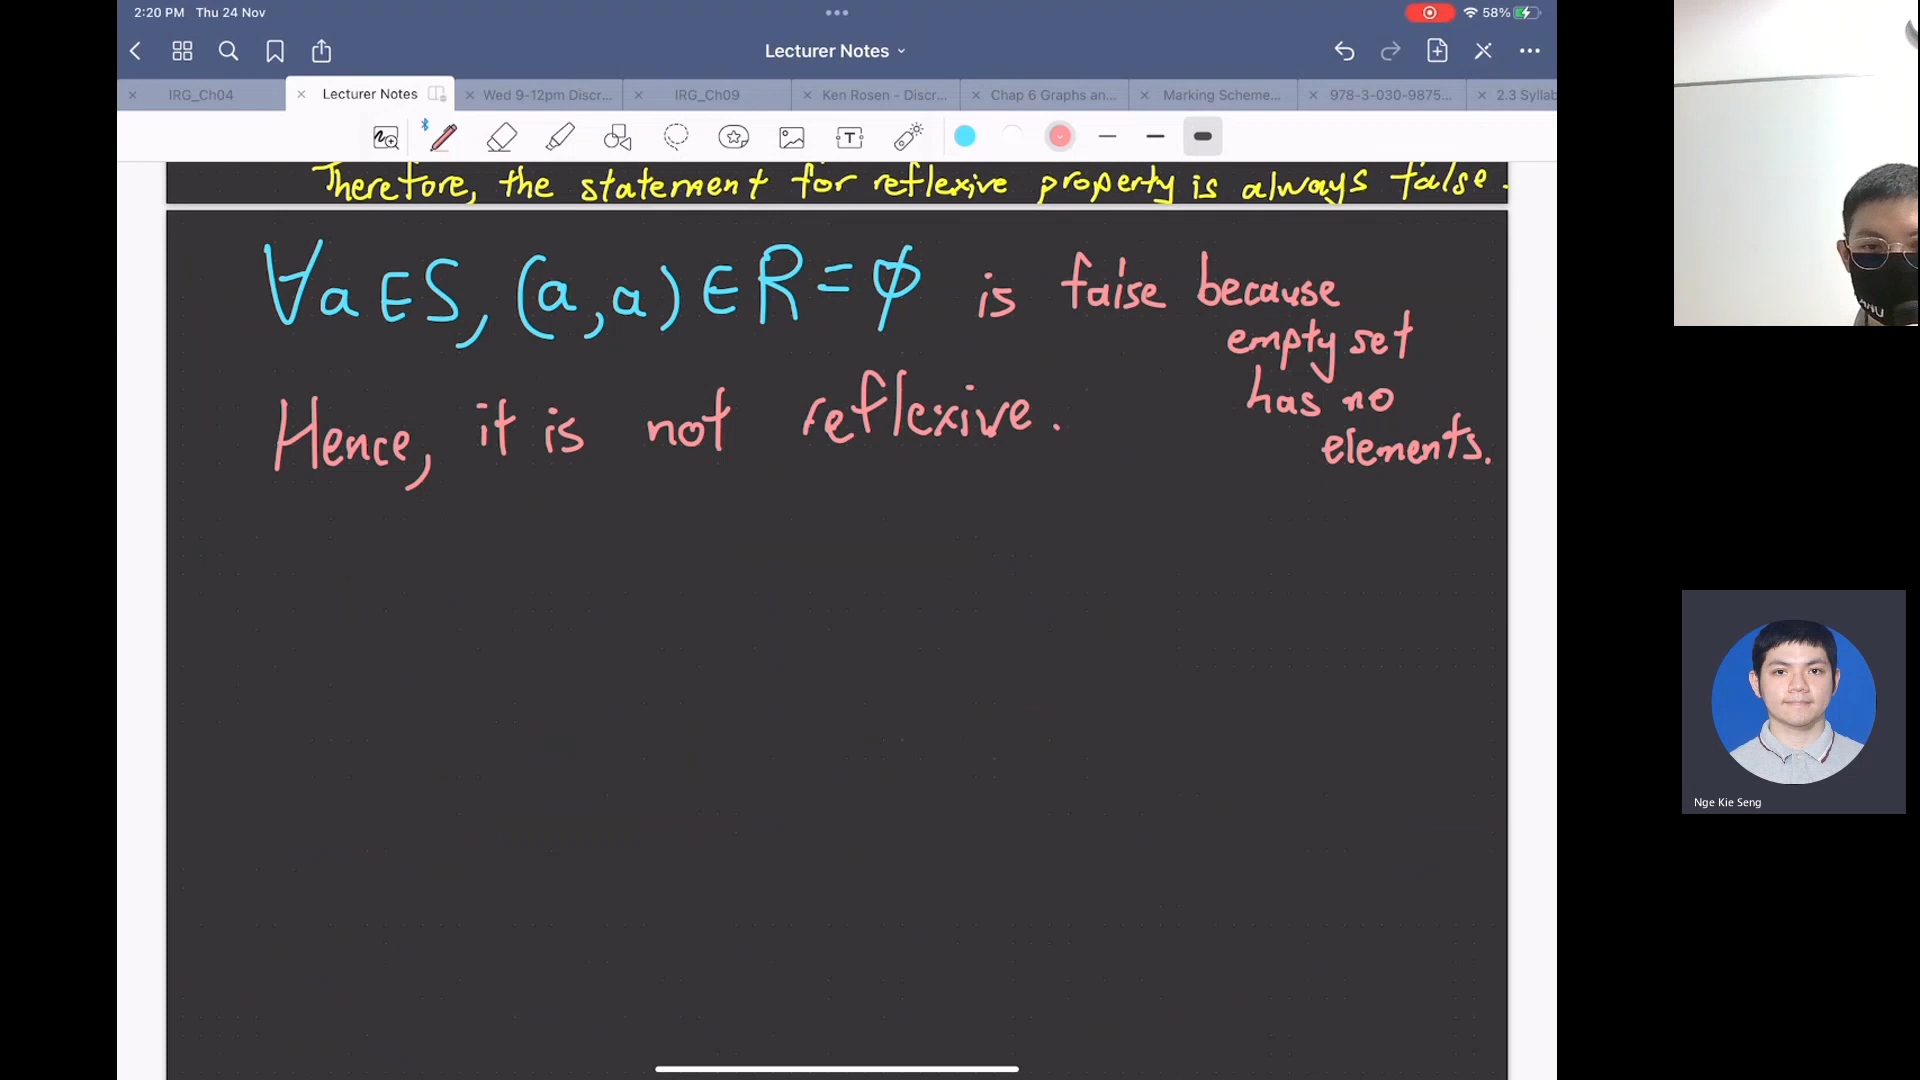 2:20 PM Thu 24 Nov
58%
Lecturer Notes
IRG_Ch04
Lecturer Notes
Wed 9-12pm Discr...
IRG_Ch09
Ken Rosen - Discr...
Chap 6 Graphs an...
Marking Scheme...
978-3-030-9875...
2.3 Syllab
Therefore, the statement for reflexive property is always false.
∀a∈S, (a,a)∈R=∅ is false because
empty set
has no
elements.
Hence, it is not reflexive.
Nge Kie Seng